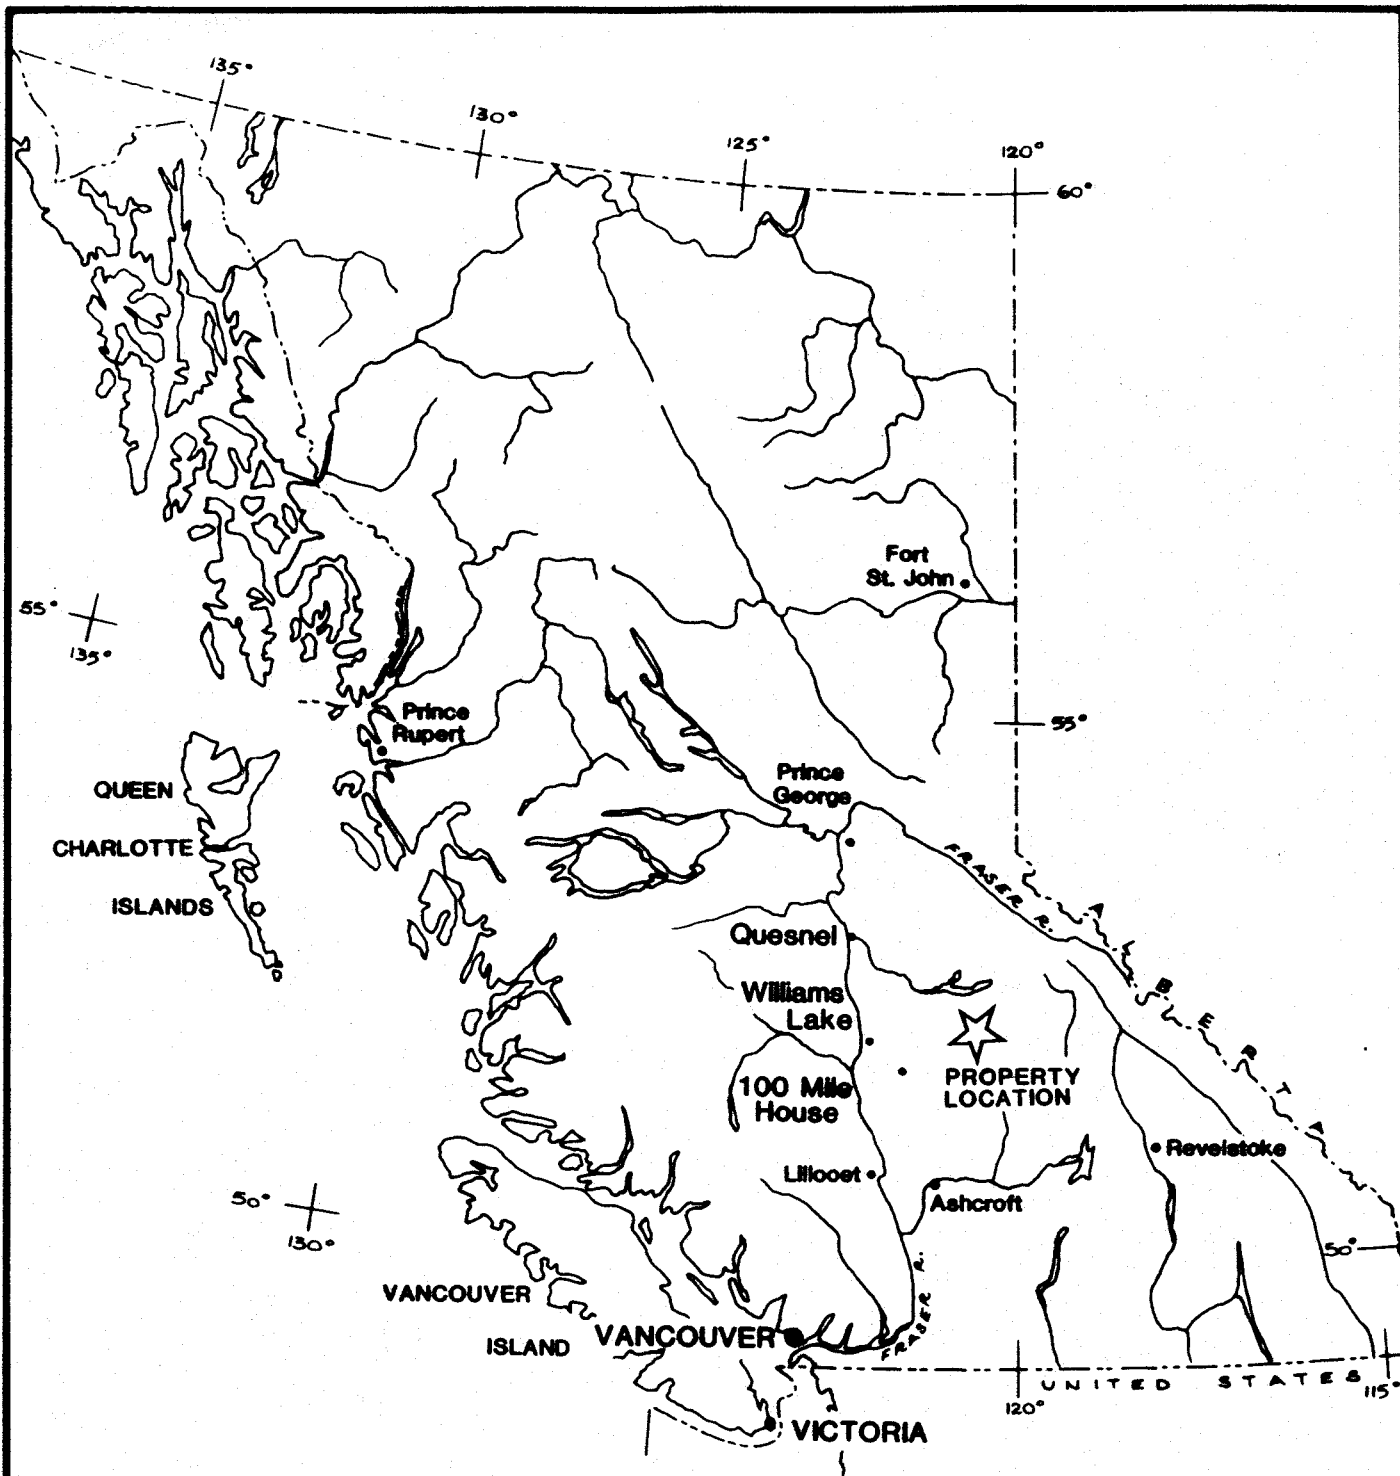 135°
130°
125°
120°
60°
Fort
St. John
55°
135°
55°
Prince
Rupert
QUEEN
CHARLOTTE
ISLANDS
Prince
George
FRASER R.
ALBERTA
Quesnel
Williams
Lake
PROPERTY
LOCATION
100 Mile
House
Revelstoke
Lillooet
Ashcroft
50°
130°
50°
VANCOUVER
ISLAND
VANCOUVER
FRASER R.
UNITED STATES
115°
120°
VICTORIA